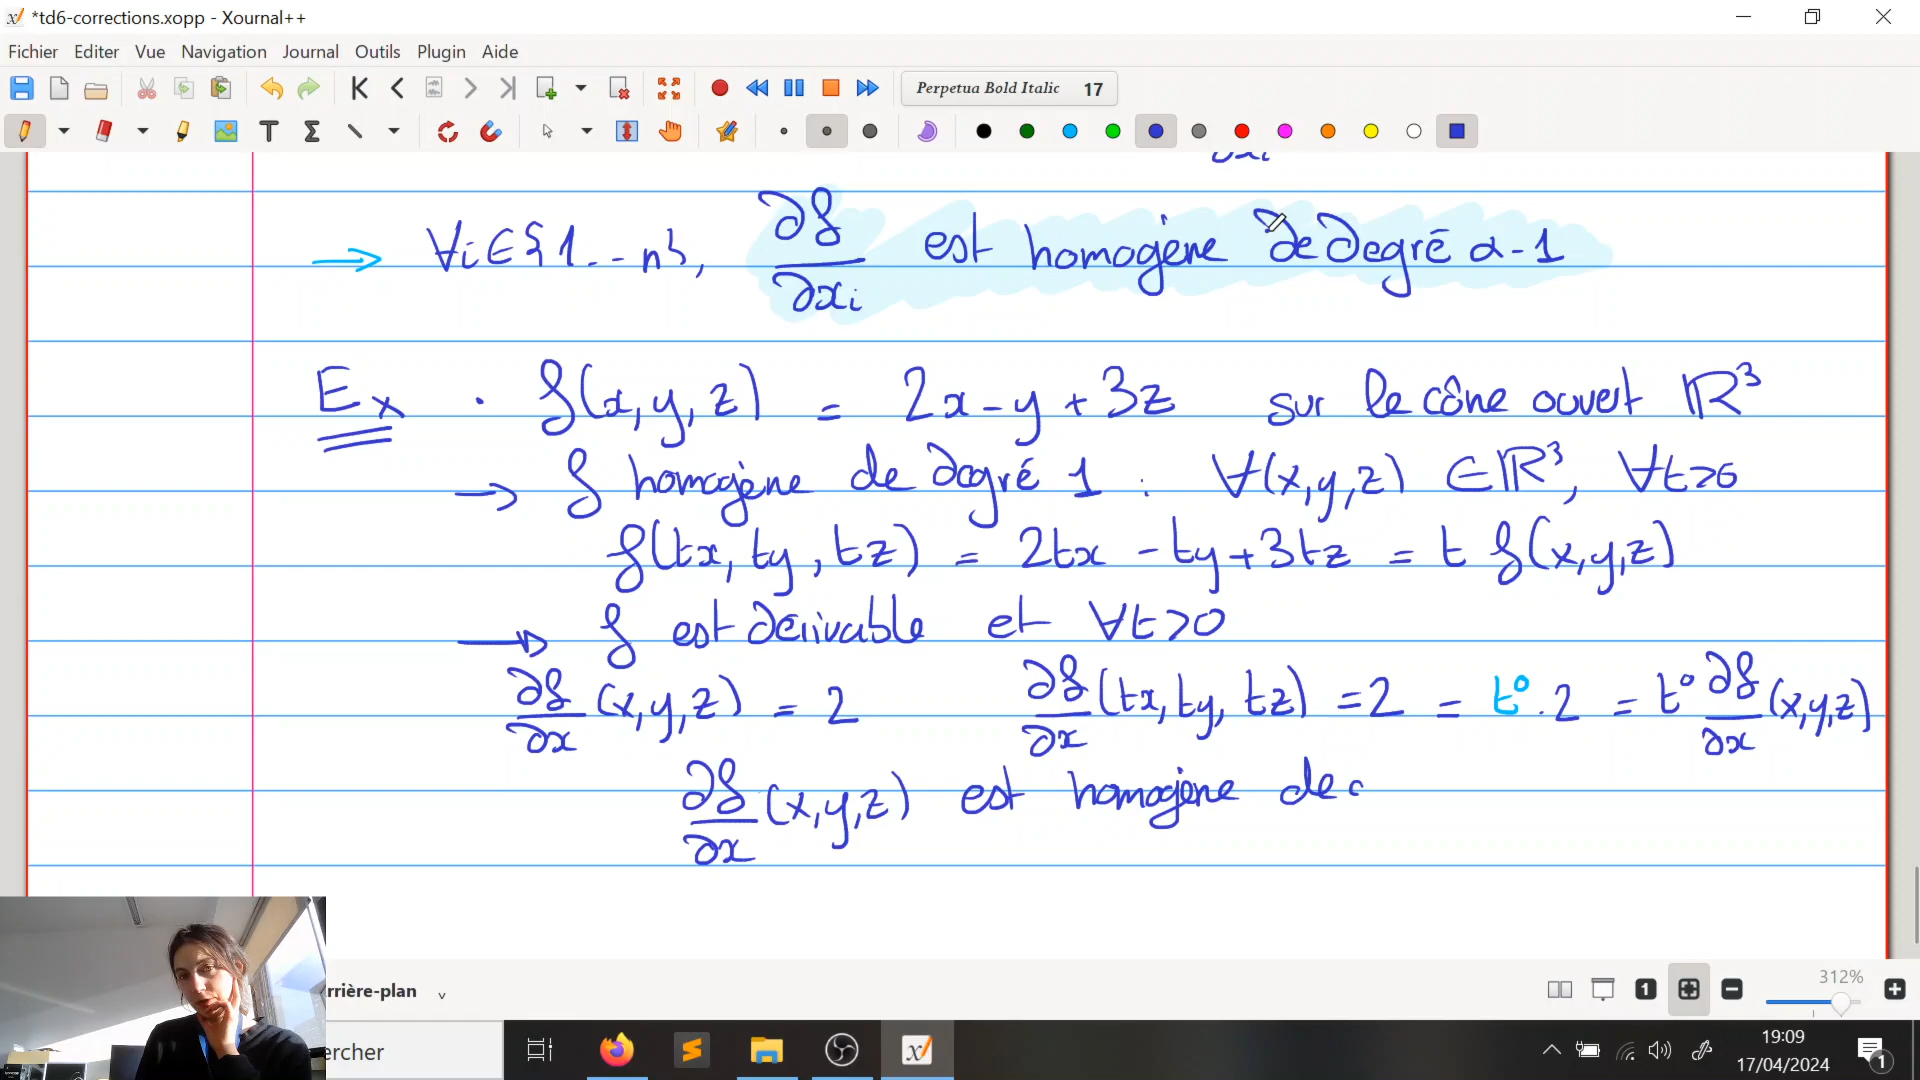 *td6-corrections.xopp - Xournal++
Fichier Editer Vue Navigation Journal Outils Plugin Aide
Perpetua Bold Italic 17
→ ∀i∈{1..-n}, ∂f/∂xi est homogène de degré α-1
Ex • f(x,y,z) = 2x-y+3z sur le cône ouvert ℝ³
→ f homogène de degré 1 : ∀(x,y,z) ∈ℝ³, ∀t>0
f(tx, ty, tz) = 2tx -ty+3tz = t f(x,y,z)
→ f est dérivable et ∀t>0
∂f/∂x (x,y,z) = 2 ∂f/∂x (tx, ty, tz) =2 = t⁰.2 = t⁰ ∂f/∂x (x,y,z)
∂f/∂x (x,y,z) est homogène de
rrière-plan
1
312%
ercher
19:09
17/04/2024
1